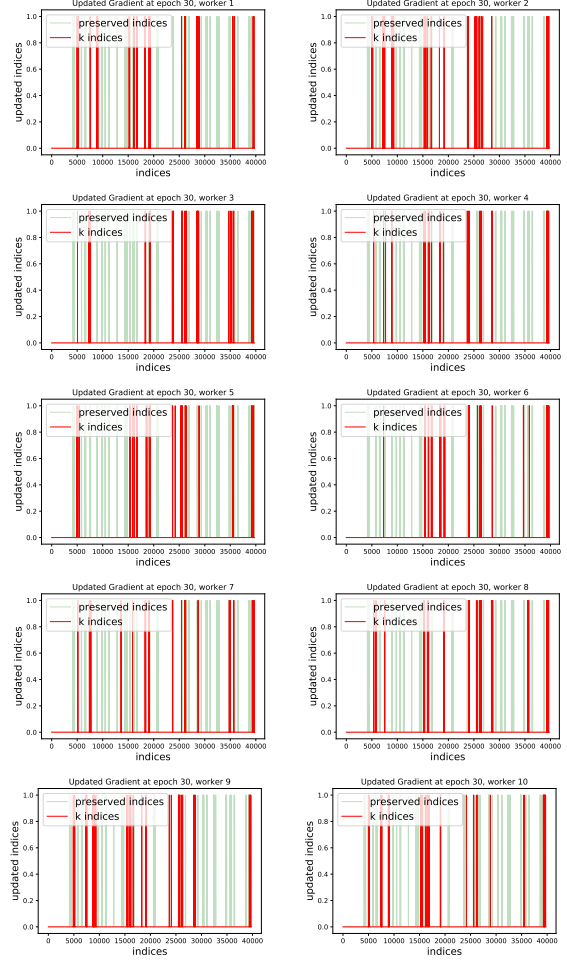 Updated Gradient at epoch 30, worker 1
updated indices
1.0
0.8
0.6
0.4
0.2
0.0
preserved indices
k indices
0 5000 10000 15000 20000 25000 30000 35000 40000
indices
Updated Gradient at epoch 30, worker 2
updated indices
1.0
0.8
0.6
0.4
0.2
0.0
preserved indices
k indices
0 5000 10000 15000 20000 25000 30000 35000 40000
indices
Updated Gradient at epoch 30, worker 3
updated indices
1.0
0.8
0.6
0.4
0.2
0.0
preserved indices
k indices
0 5000 10000 15000 20000 25000 30000 35000 40000
indices
Updated Gradient at epoch 30, worker 4
updated indices
1.0
0.8
0.6
0.4
0.2
0.0
preserved indices
k indices
0 5000 10000 15000 20000 25000 30000 35000 40000
indices
Updated Gradient at epoch 30, worker 5
updated indices
1.0
0.8
0.6
0.4
0.2
0.0
preserved indices
k indices
0 5000 10000 15000 20000 25000 30000 35000 40000
indices
Updated Gradient at epoch 30, worker 6
updated indices
1.0
0.8
0.6
0.4
0.2
0.0
preserved indices
k indices
0 5000 10000 15000 20000 25000 30000 35000 40000
indices
Updated Gradient at epoch 30, worker 7
updated indices
1.0
0.8
0.6
0.4
0.2
0.0
preserved indices
k indices
0 5000 10000 15000 20000 25000 30000 35000 40000
indices
Updated Gradient at epoch 30, worker 8
updated indices
1.0
0.8
0.6
0.4
0.2
0.0
preserved indices
k indices
0 5000 10000 15000 20000 25000 30000 35000 40000
indices
Updated Gradient at epoch 30, worker 9
updated indices
1.0
0.8
0.6
0.4
0.2
0.0
preserved indices
k indices
0 5000 10000 15000 20000 25000 30000 35000 40000
indices
Updated Gradient at epoch 30, worker 10
updated indices
1.0
0.8
0.6
0.4
0.2
0.0
preserved indices
k indices
0 5000 10000 15000 20000 25000 30000 35000 40000
indices